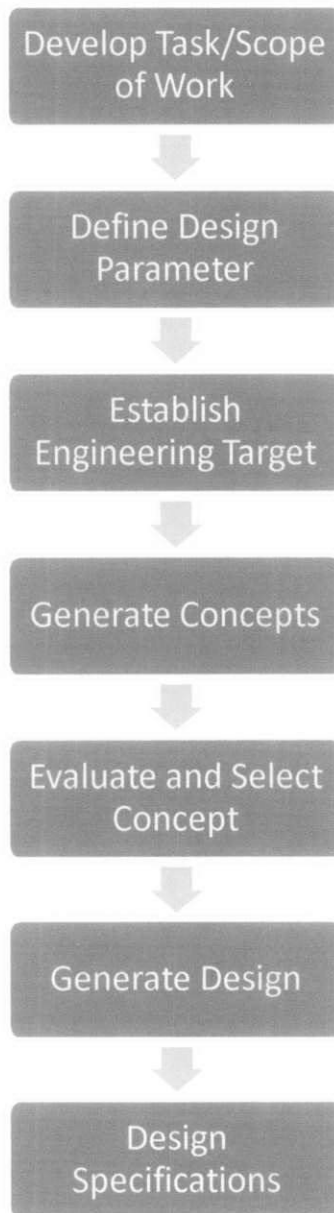 Develop Task/Scope
of Work
Define Design
Parameter
Establish
Engineering Target
Generate Concepts
Evaluate and Select
Concept
Generate Design
Design
Specifications